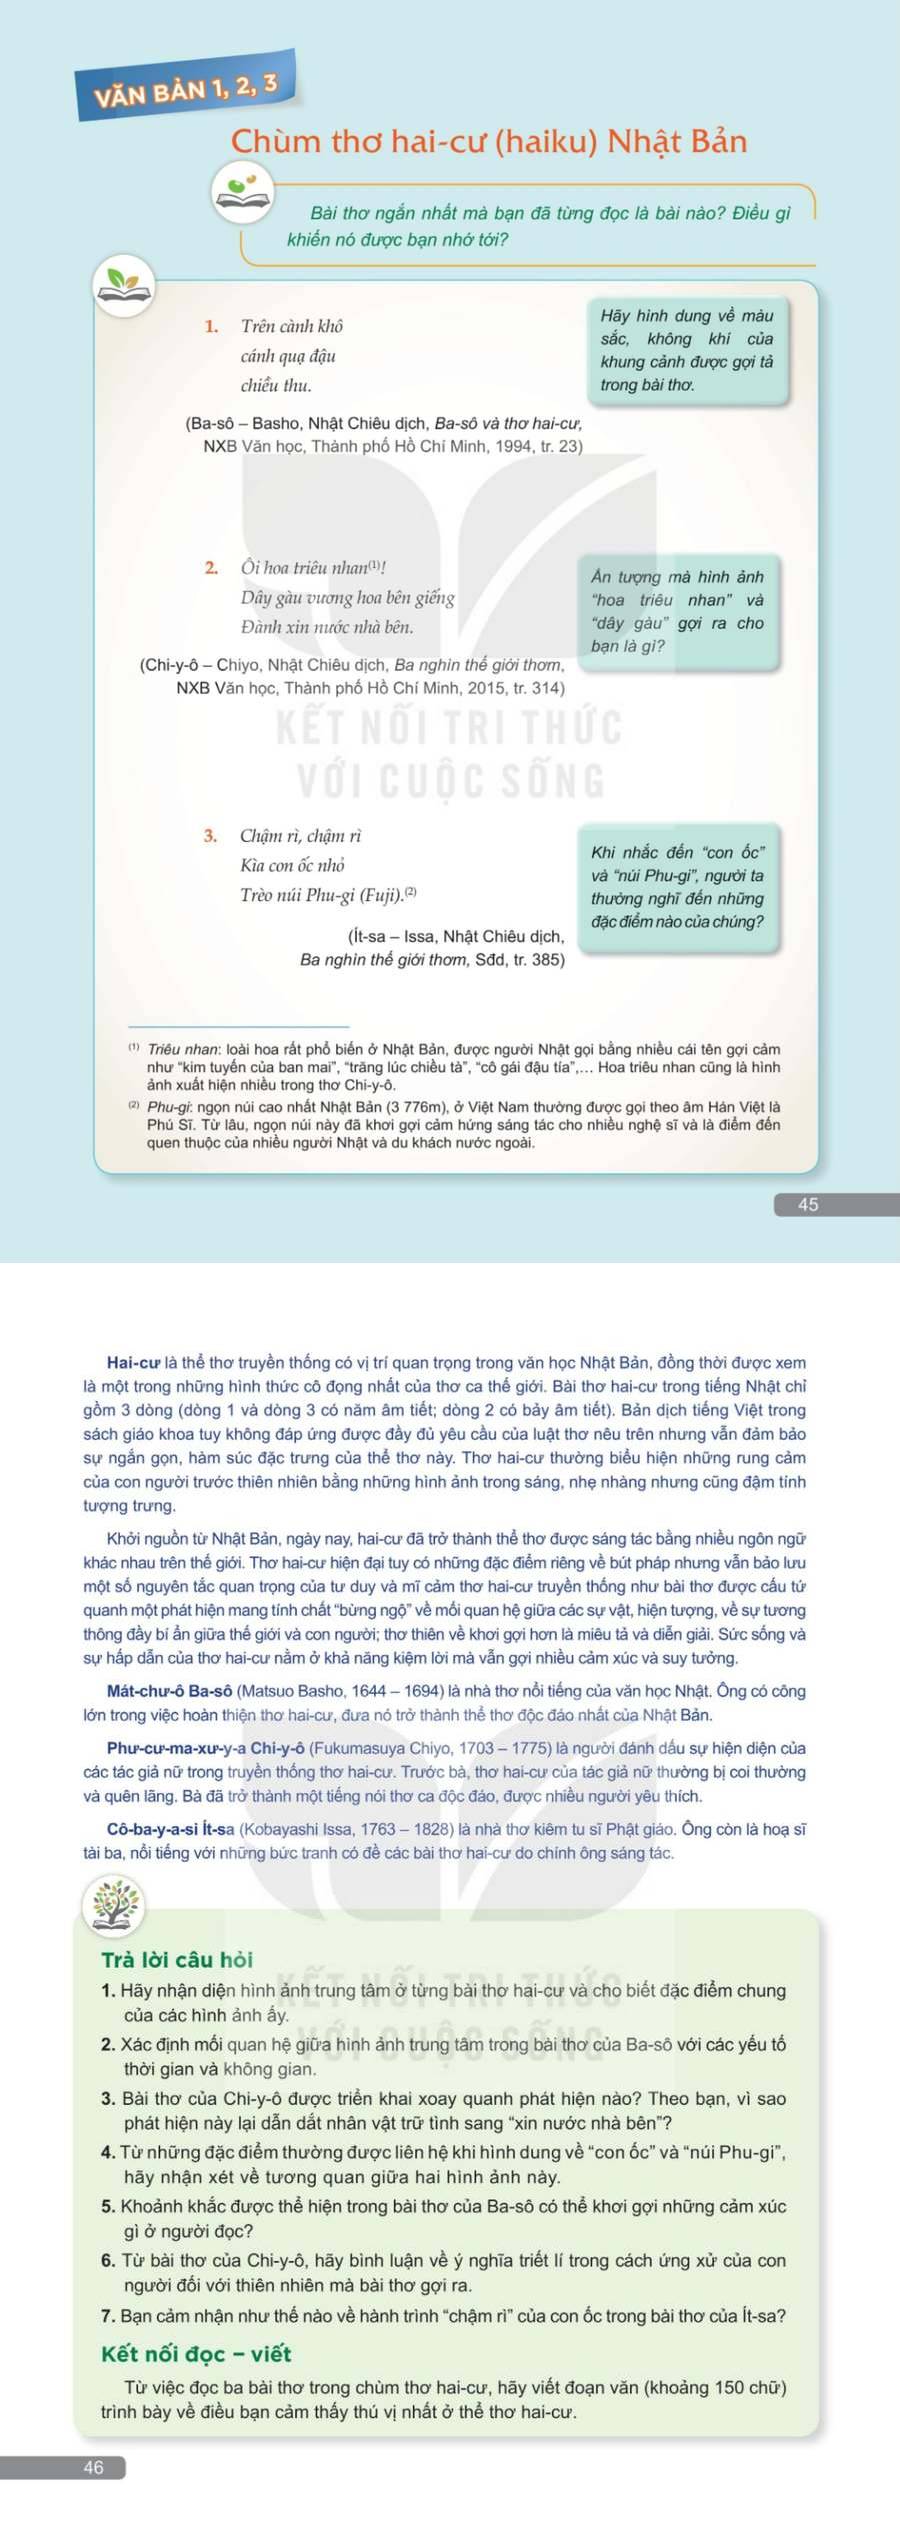 VĂN BẢN 1, 2, 3
Chùm thơ hai-cư (haiku) Nhật Bản
Bài thơ ngắn nhất mà bạn đã từng đọc là bài nào? Điều gì
khiến nó được bạn nhớ tới?
1. Trên cành khô
cánh quạ đậu
chiều thu.
(Ba-sô – Basho, Nhật Chiêu dịch, Ba-sô và thơ hai-cư,
NXB Văn học, Thành phố Hồ Chí Minh, 1994, tr. 23)
Hãy hình dung về màu
sắc, không khí của
khung cảnh được gợi tả
trong bài thơ.
2. Ôi hoa triêu nhan(1)!
Dây gàu vương hoa bên giếng
Đành xin nước nhà bên.
(Chi-y-ô – Chiyo, Nhật Chiêu dịch, Ba nghìn thế giới thơm,
NXB Văn học, Thành phố Hồ Chí Minh, 2015, tr. 314)
Ấn tượng mà hình ảnh
“hoa triêu nhan” và
“dây gàu” gợi ra cho
bạn là gì?
KẾT NỐI TRI THỨC
VỚI CUỘC SỐNG
3. Chậm rì, chậm rì
Kìa con ốc nhỏ
Trèo núi Phu-gi (Fuji).(2)
(Ít-sa – Issa, Nhật Chiêu dịch,
Ba nghìn thế giới thơm, Sđd, tr. 385)
Khi nhắc đến “con ốc”
và “núi Phu-gi”, người ta
thường nghĩ đến những
đặc điểm nào của chúng?
(1) Triêu nhan: loài hoa rất phổ biến ở Nhật Bản, được người Nhật gọi bằng nhiều cái tên gợi cảm
như “kim tuyến của ban mai”, “trăng lúc chiều tà”, “cô gái đậu tía”,... Hoa triêu nhan cũng là hình
ảnh xuất hiện nhiều trong thơ Chi-y-ô.
(2) Phu-gi: ngọn núi cao nhất Nhật Bản (3 776m), ở Việt Nam thường được gọi theo âm Hán Việt là
Phú Sĩ. Từ lâu, ngọn núi này đã khơi gợi cảm hứng sáng tác cho nhiều nghệ sĩ và là điểm đến
quen thuộc của nhiều người Nhật và du khách nước ngoài.
45
Hai-cư là thể thơ truyền thống có vị trí quan trọng trong văn học Nhật Bản, đồng thời được xem
là một trong những hình thức cô đọng nhất của thơ ca thế giới. Bài thơ hai-cư trong tiếng Nhật chỉ
gồm 3 dòng (dòng 1 và dòng 3 có năm âm tiết; dòng 2 có bảy âm tiết). Bản dịch tiếng Việt trong
sách giáo khoa tuy không đáp ứng được đầy đủ yêu cầu của luật thơ nêu trên nhưng vẫn đảm bảo
sự ngắn gọn, hàm súc đặc trưng của thể thơ này. Thơ hai-cư thường biểu hiện những rung cảm
của con người trước thiên nhiên bằng những hình ảnh trong sáng, nhẹ nhàng nhưng cũng đậm tính
tượng trưng.
Khởi nguồn từ Nhật Bản, ngày nay, hai-cư đã trở thành thể thơ được sáng tác bằng nhiều ngôn ngữ
khác nhau trên thế giới. Thơ hai-cư hiện đại tuy có những đặc điểm riêng về bút pháp nhưng vẫn bảo lưu
một số nguyên tắc quan trọng của tư duy và mĩ cảm thơ hai-cư truyền thống như bài thơ được cấu tứ
quanh một phát hiện mang tính chất “bừng ngộ” về mối quan hệ giữa các sự vật, hiện tượng, về sự tương
thông đầy bí ẩn giữa thế giới và con người; thơ thiên về khơi gợi hơn là miêu tả và diễn giải. Sức sống và
sự hấp dẫn của thơ hai-cư nằm ở khả năng kiệm lời mà vẫn gợi nhiều cảm xúc và suy tưởng.
Mát-chư-ô Ba-sô (Matsuo Basho, 1644 – 1694) là nhà thơ nổi tiếng của văn học Nhật. Ông có công
lớn trong việc hoàn thiện thơ hai-cư, đưa nó trở thành thể thơ độc đáo nhất của Nhật Bản.
Phư-cư-ma-xư-y-a Chi-y-ô (Fukumasuya Chiyo, 1703 – 1775) là người đánh dấu sự hiện diện của
các tác giả nữ trong truyền thống thơ hai-cư. Trước bà, thơ hai-cư của tác giả nữ thường bị coi thường
và quên lãng. Bà đã trở thành một tiếng nói thơ ca độc đáo, được nhiều người yêu thích.
Cô-ba-y-a-si Ít-sa (Kobayashi Issa, 1763 – 1828) là nhà thơ kiêm tu sĩ Phật giáo. Ông còn là hoạ sĩ
tài ba, nổi tiếng với những bức tranh có đề các bài thơ hai-cư do chính ông sáng tác.
Trả lời câu hỏi
KẾT NỐI TRI THỨC
VỚI CUỘC SỐNG
1. Hãy nhận diện hình ảnh trung tâm ở từng bài thơ hai-cư và cho biết đặc điểm chung
của các hình ảnh ấy.
2. Xác định mối quan hệ giữa hình ảnh trung tâm trong bài thơ của Ba-sô với các yếu tố
thời gian và không gian.
3. Bài thơ của Chi-y-ô được triển khai xoay quanh phát hiện nào? Theo bạn, vì sao
phát hiện này lại dẫn dắt nhân vật trữ tình sang “xin nước nhà bên”?
4. Từ những đặc điểm thường được liên hệ khi hình dung về “con ốc” và “núi Phu-gi”,
hãy nhận xét về tương quan giữa hai hình ảnh này.
5. Khoảnh khắc được thể hiện trong bài thơ của Ba-sô có thể khơi gợi những cảm xúc
gì ở người đọc?
6. Từ bài thơ của Chi-y-ô, hãy bình luận về ý nghĩa triết lí trong cách ứng xử của con
người đối với thiên nhiên mà bài thơ gợi ra.
7. Bạn cảm nhận như thế nào về hành trình “chậm rì” của con ốc trong bài thơ của Ít-sa?
Kết nối đọc – viết
Từ việc đọc ba bài thơ trong chùm thơ hai-cư, hãy viết đoạn văn (khoảng 150 chữ)
trình bày về điều bạn cảm thấy thú vị nhất ở thể thơ hai-cư.
46